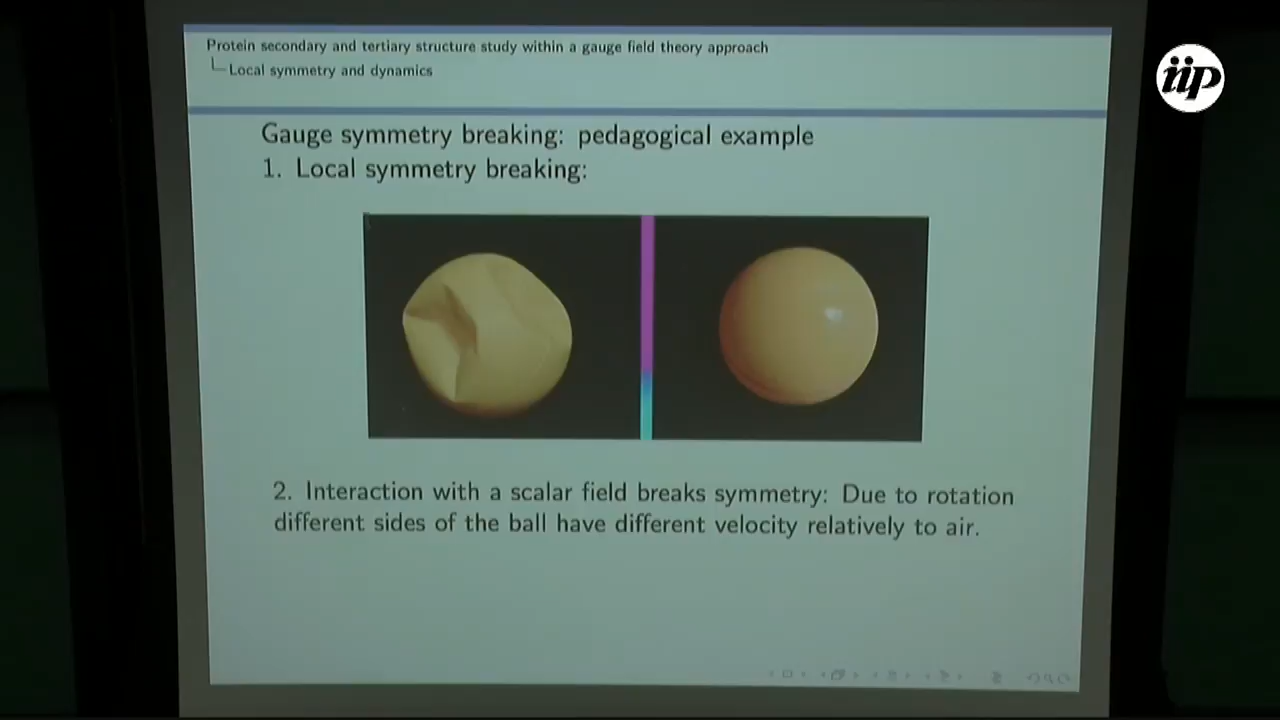 Protein secondary and tertiary structure study within a gauge field theory approach
Local symmetry and dynamics
iip
Gauge symmetry breaking: pedagogical example
1. Local symmetry breaking:
2. Interaction with a scalar field breaks symmetry: Due to rotation
different sides of the ball have different velocity relatively to air.